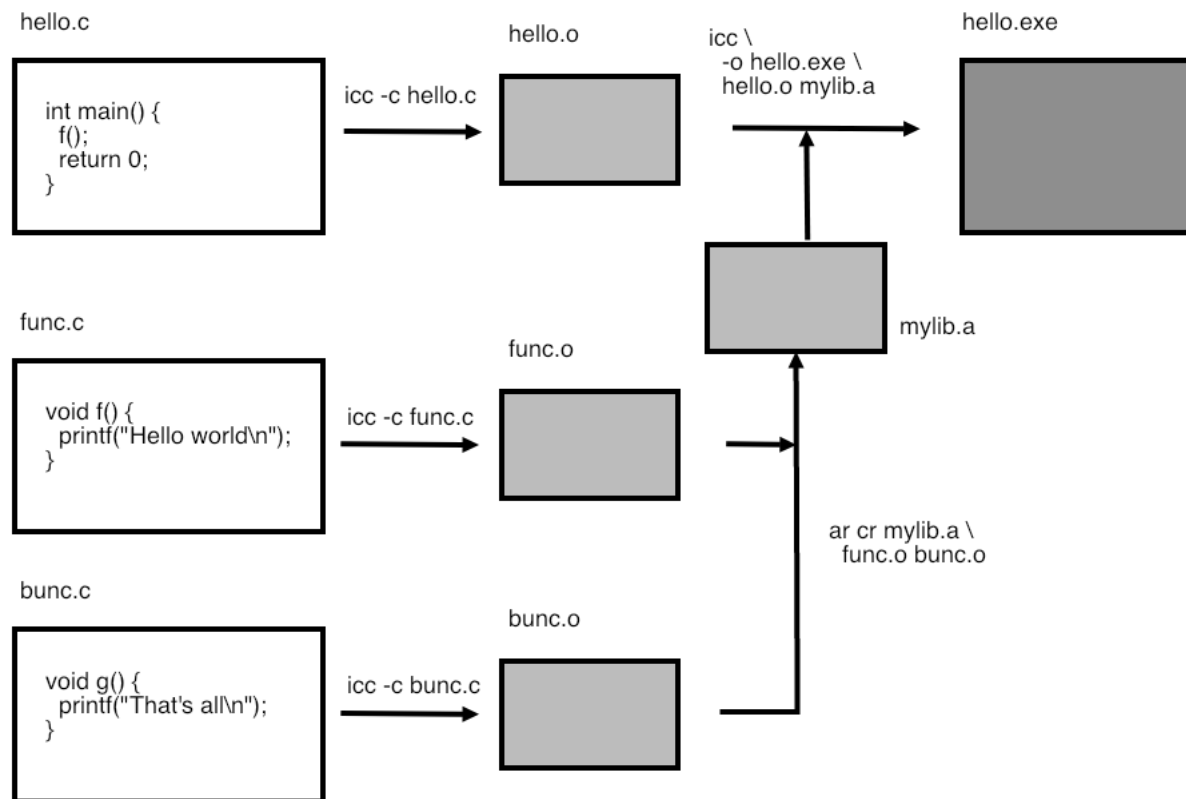 hello.c
int main() {
f();
return 0;
}
icc -c hello.c
hello.o
icc \
-o hello.exe \
hello.o mylib.a
hello.exe
mylib.a
func.c
void f() {
printf("Hello world\n");
}
icc -c func.c
func.o
ar cr mylib.a \
func.o bunc.o
bunc.c
void g() {
printf("That's all\n");
}
icc -c bunc.c
bunc.o